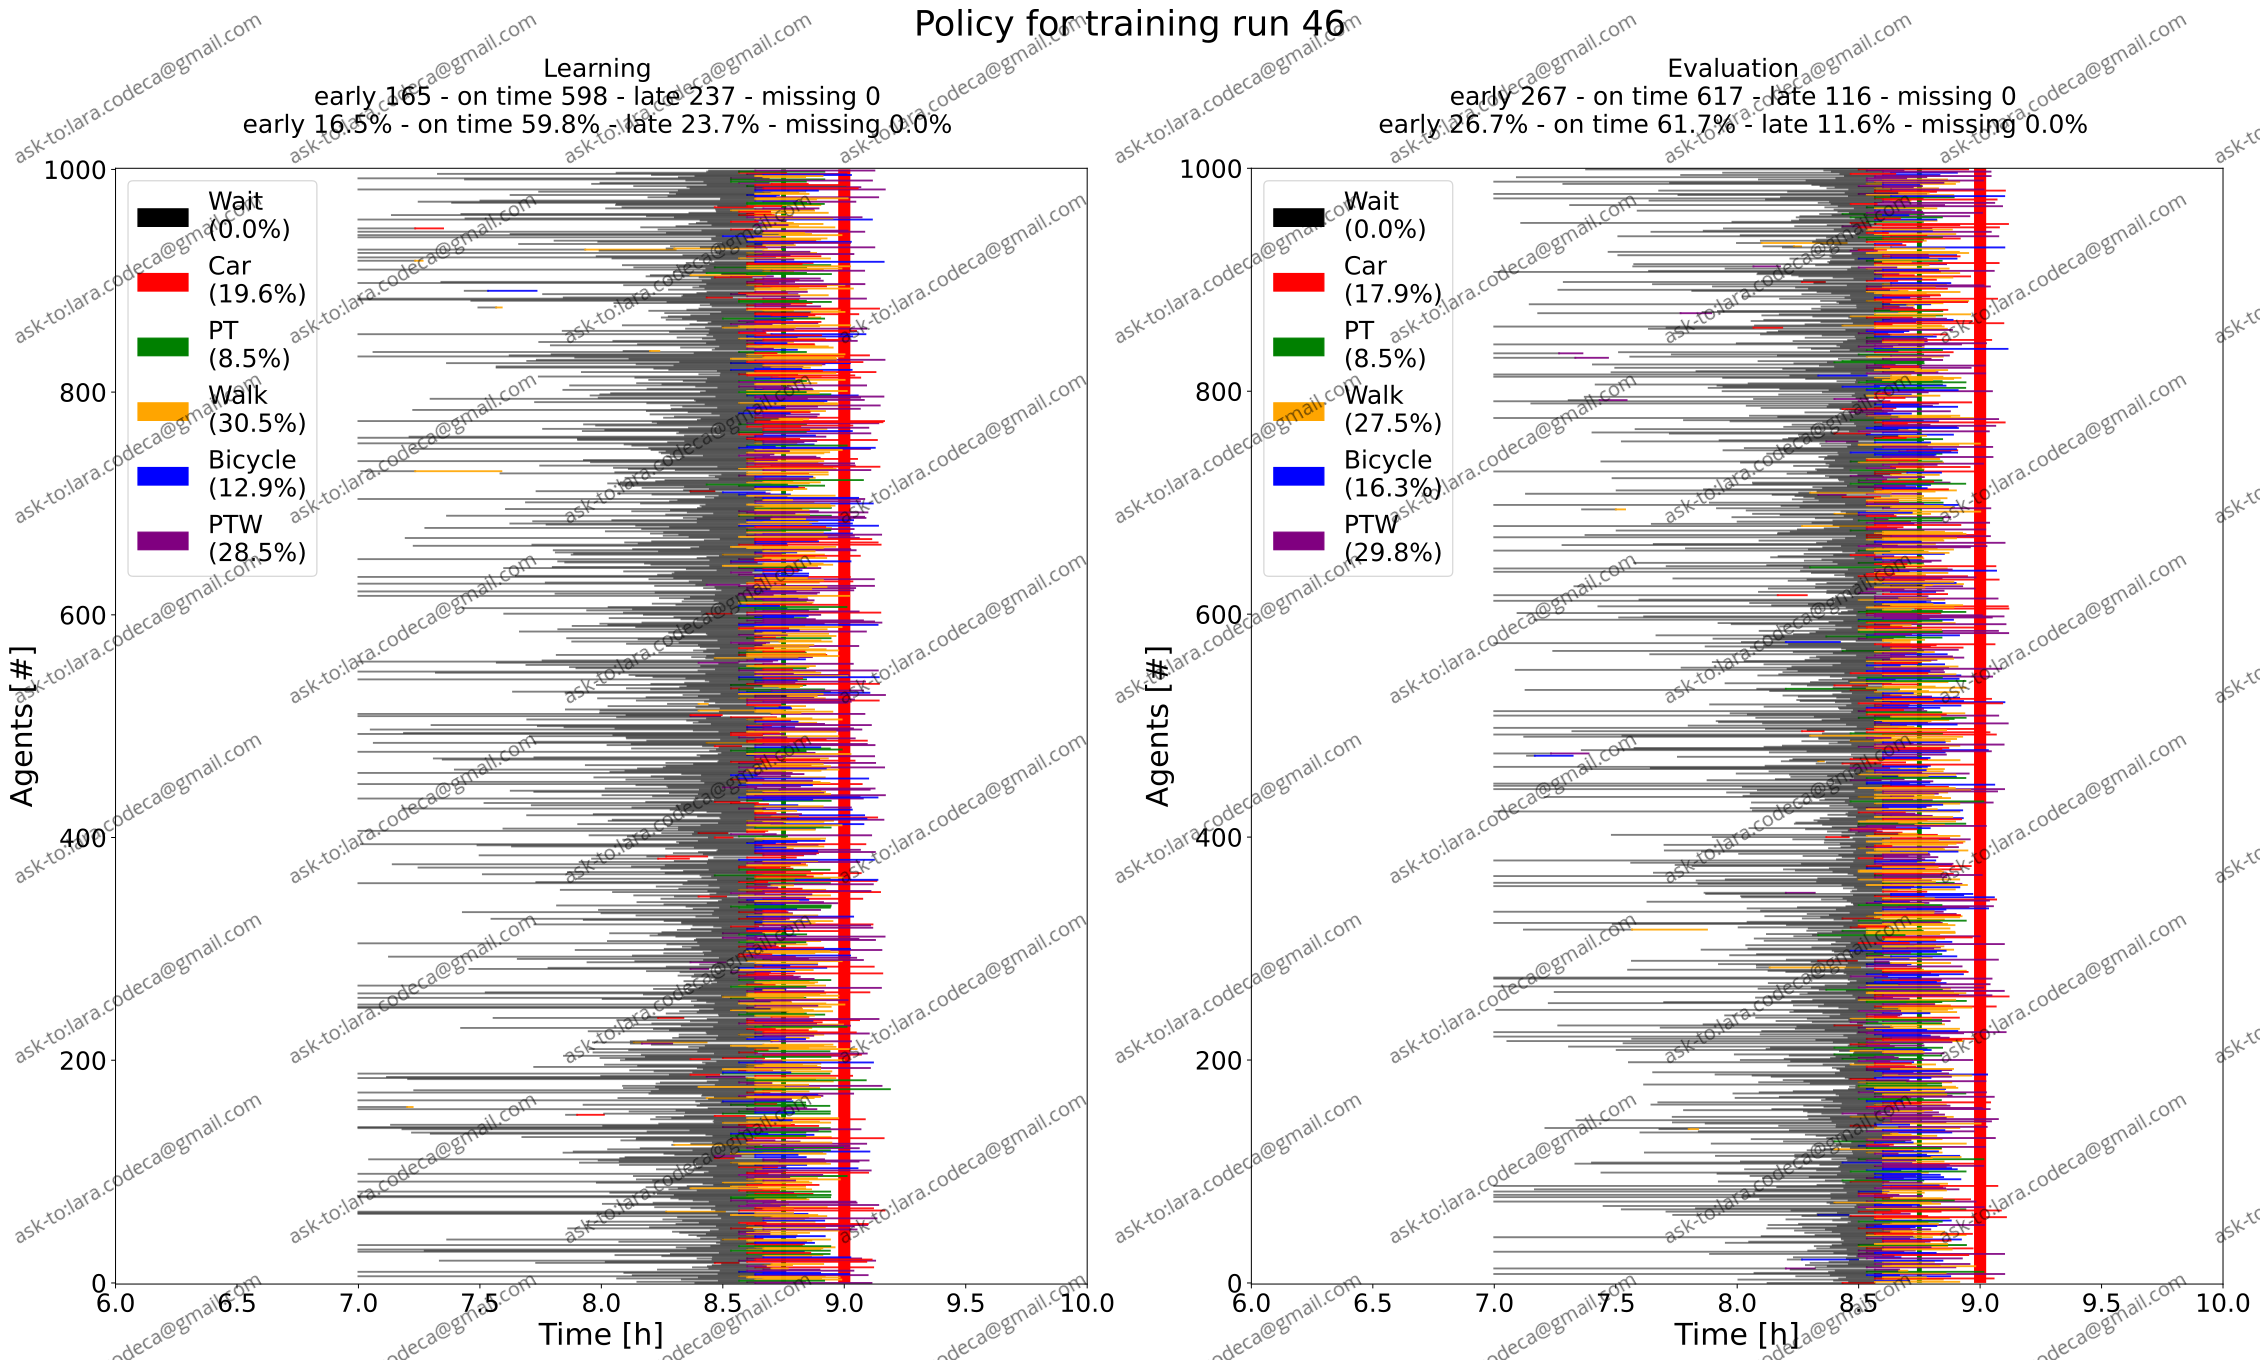 Policy for training run 46
Learning
early 165 - on time 598 - late 237 - missing 0
early 16.5% - on time 59.8% - late 23.7% - missing 0.0%
Agents [#]
1000
800
600
400
200
0
Wait
(0.0%)
Car
(19.6%)
PT
(8.5%)
Walk
(30.5%)
Bicycle
(12.9%)
PTW
(28.5%)
6.0 6.5 7.0 7.5 8.0 8.5 9.0 9.5 10.0
Time [h]
Evaluation
early 267 - on time 617 - late 116 - missing 0
early 26.7% - on time 61.7% - late 11.6% - missing 0.0%
Agents [#]
1000
800
600
400
200
0
Wait
(0.0%)
Car
(17.9%)
PT
(8.5%)
Walk
(27.5%)
Bicycle
(16.3%)
PTW
(29.8%)
6.0 6.5 7.0 7.5 8.0 8.5 9.0 9.5 10.0
Time [h]
ask-to:lara.codeca@gmail.com